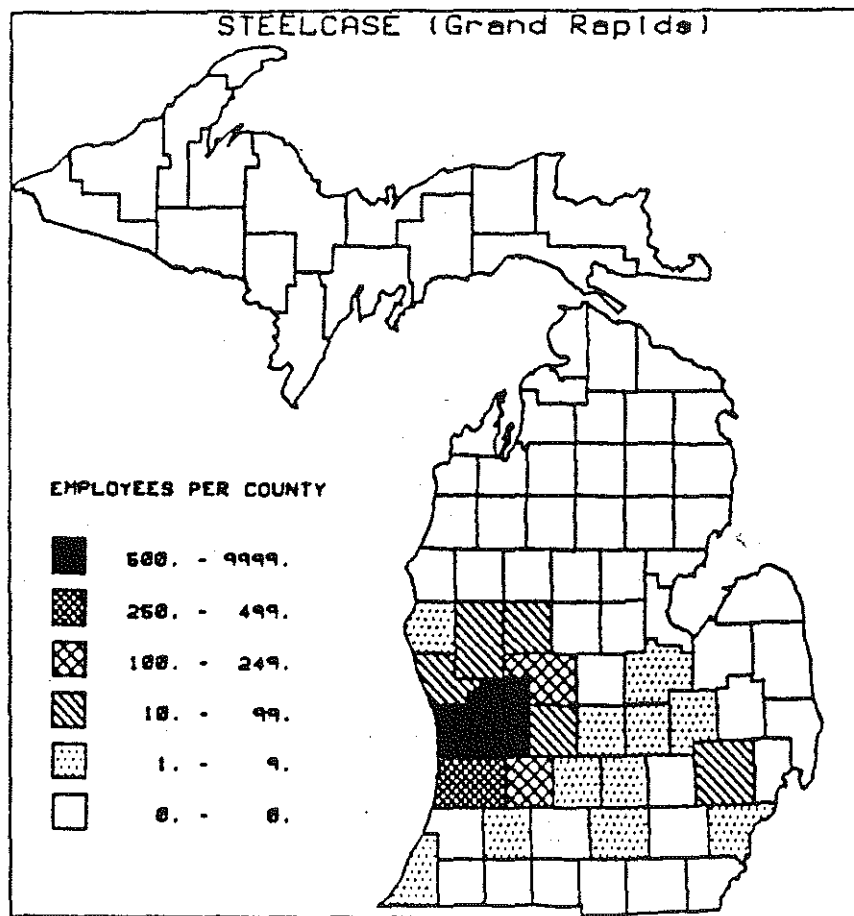 STEELCASE (Grand Rapids)
EMPLOYEES PER COUNTY
500. - 9999.
250. - 499.
100. - 249.
10. - 99.
1. - 9.
0. - 0.